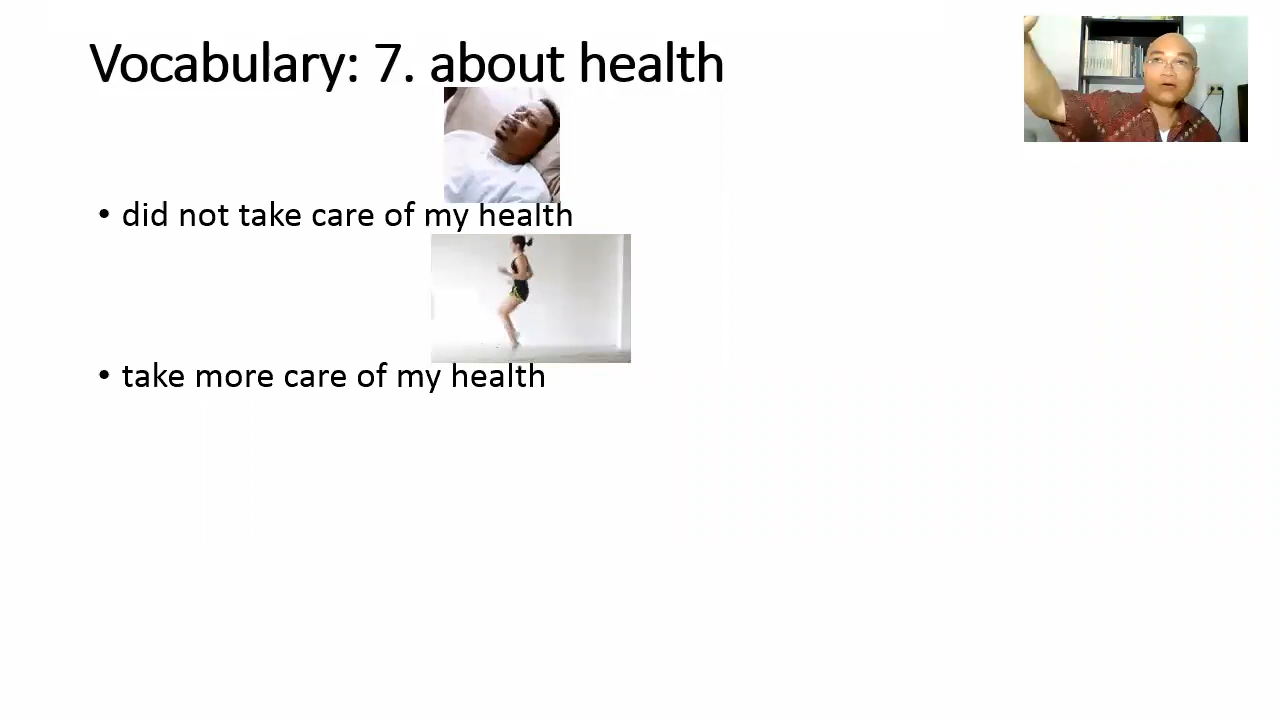 Vocabulary: 7. about health
• did not take care of my health
• take more care of my health